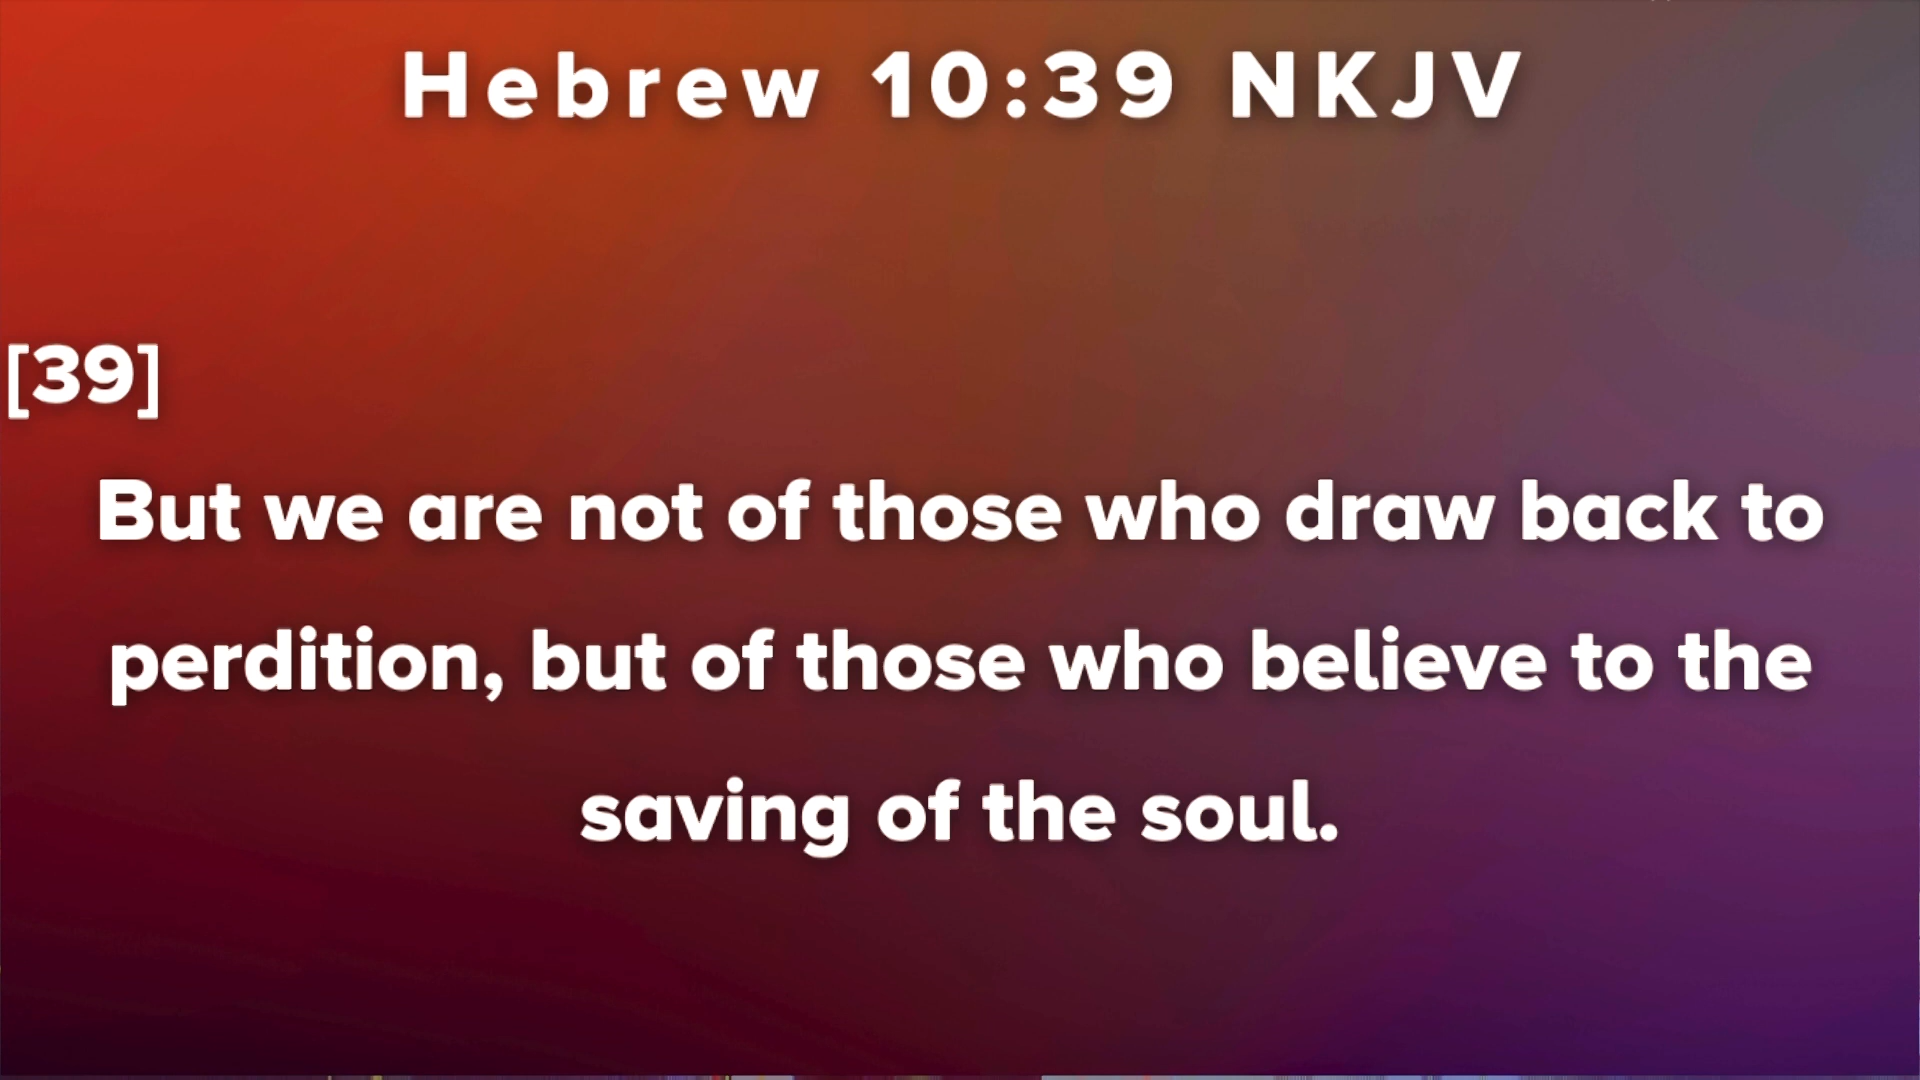 Hebrew 10:39 NKJV
[39]
But we are not of those who draw back to
perdition, but of those who believe to the
saving of the soul.